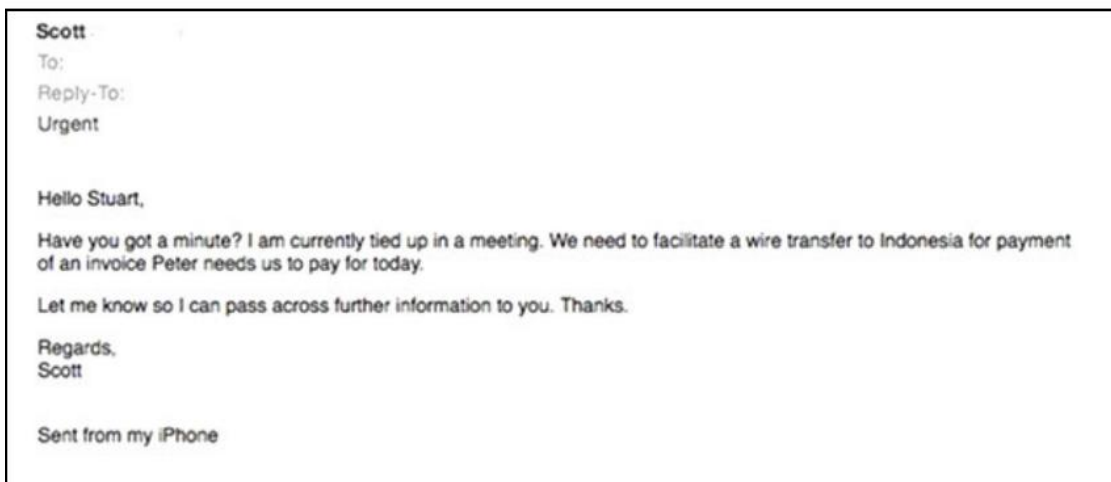 Scott
To:
Reply-To:
Urgent
Hello Stuart,
Have you got a minute? I am currently tied up in a meeting. We need to facilitate a wire transfer to Indonesia for payment
of an invoice Peter needs us to pay for today.
Let me know so I can pass across further information to you. Thanks.
Regards,
Scott
Sent from my iPhone